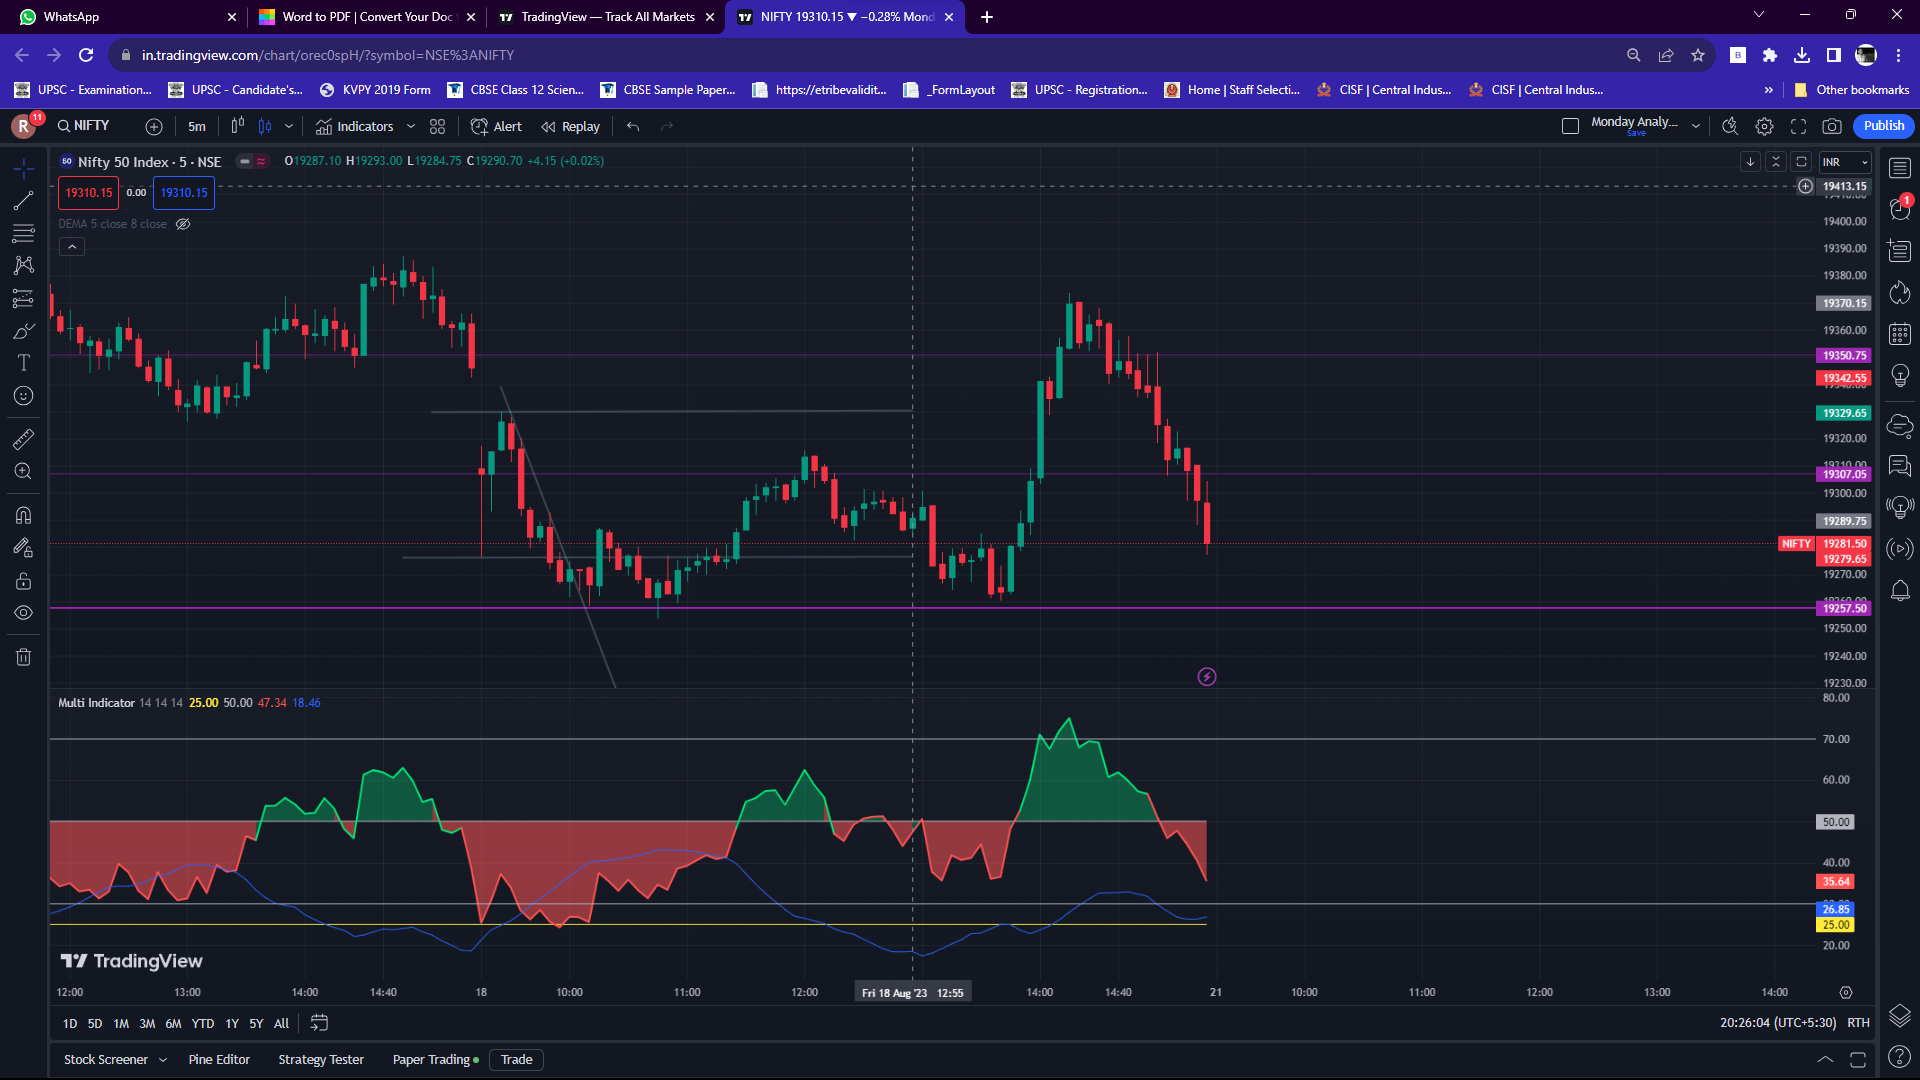 WhatsApp
Word to PDF | Convert Your Doc
TradingView — Track All Markets
NIFTY 19310.15 ▼ −0.28% Mond
in.tradingview.com/chart/orec0spH/?symbol=NSE%3ANIFTY
UPSC - Examination...
UPSC - Candidate's...
KVPY 2019 Form
CBSE Class 12 Scien...
CBSE Sample Paper...
https://etribevalidit...
_FormLayout
UPSC - Registration...
Home | Staff Selecti...
CISF | Central Indus...
CISF | Central Indus...
»
Other bookmarks
R
11
NIFTY
5m
Indicators
Alert
Replay
Monday Analy...
Save
Publish
50 Nifty 50 Index · 5 · NSE
O19287.10 H19293.00 L19284.75 C19290.70 +4.15 (+0.02%)
INR
19310.15 0.00 19310.15
DEMA 5 close 8 close
19413.15
19400.00
19390.00
19380.00
19370.15
19360.00
19350.75
19342.55
19329.65
19320.00
19310.00
19307.05
19300.00
19289.75
NIFTY 19281.50
19279.65
19270.00
19257.50
19250.00
19240.00
19230.00
1
Multi Indicator 14 14 14 25.00 50.00 47.34 18.46
80.00
70.00
60.00
50.00
40.00
35.64
26.85
25.00
20.00
TradingView
12:00 13:00 14:00 14:40 18 10:00 11:00 12:00 Fri 18 Aug '23 12:55 14:00 14:40 21 10:00 11:00 12:00 13:00 14:00
1D 5D 1M 3M 6M YTD 1Y 5Y All
20:26:04 (UTC+5:30) RTH
Stock Screener Pine Editor Strategy Tester Paper Trading Trade